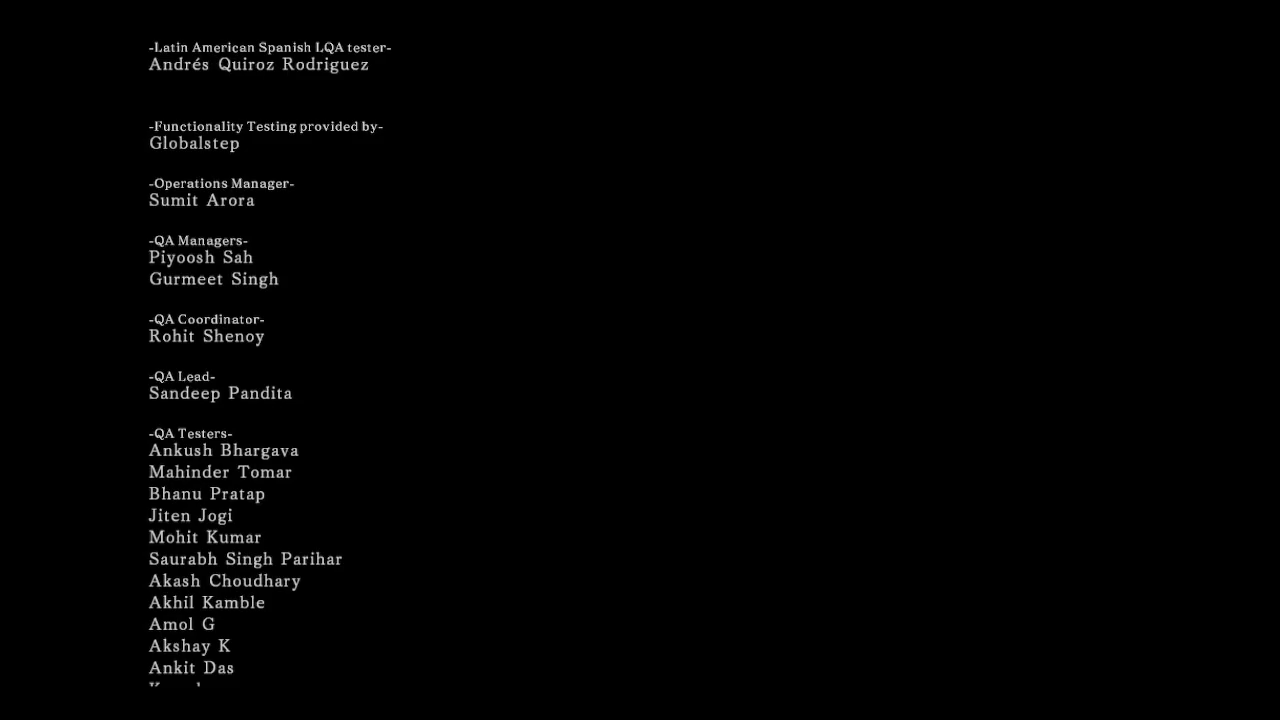 -Latin American Spanish LQA tester-
Andrés Quiroz Rodriguez
-Functionality Testing provided by-
Globalstep
-Operations Manager-
Sumit Arora
-QA Managers-
Piyoosh Sah
Gurmeet Singh
-QA Coordinator-
Rohit Shenoy
-QA Lead-
Sandeep Pandita
-QA Testers-
Ankush Bhargava
Mahinder Tomar
Bhanu Pratap
Jiten Jogi
Mohit Kumar
Saurabh Singh Parihar
Akash Choudhary
Akhil Kamble
Amol G
Akshay K
Ankit Das